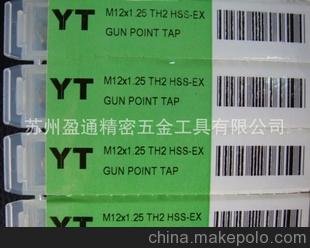 YT M12x1.25 TH2 HSS-EX
GUN POINT TAP
YT M12x1.25 TH2 HSS-EX
GUN POINT TAP
苏州盈通精密五金工具有限公司
YT M12x1.25 TH2 HSS-EX
GUN POINT TAP
YT M12x1.25 TH2 HSS-EX
GUN POINT TAP
china.makepolo.com